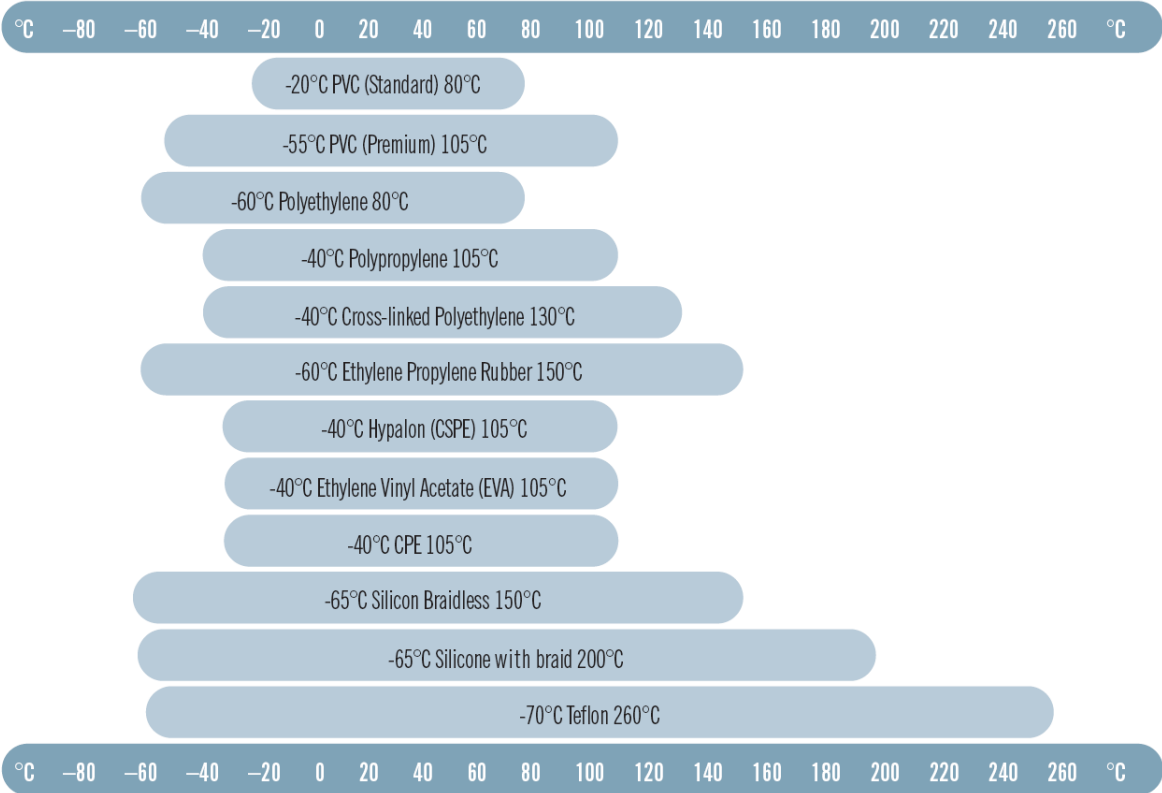 °C –80 –60 –40 –20 0 20 40 60 80 100 120 140 160 180 200 220 240 260 °C
-20°C PVC (Standard) 80°C
-55°C PVC (Premium) 105°C
-60°C Polyethylene 80°C
-40°C Polypropylene 105°C
-40°C Cross-linked Polyethylene 130°C
-60°C Ethylene Propylene Rubber 150°C
-40°C Hypalon (CSPE) 105°C
-40°C Ethylene Vinyl Acetate (EVA) 105°C
-40°C CPE 105°C
-65°C Silicon Braidless 150°C
-65°C Silicone with braid 200°C
-70°C Teflon 260°C
°C –80 –60 –40 –20 0 20 40 60 80 100 120 140 160 180 200 220 240 260 °C